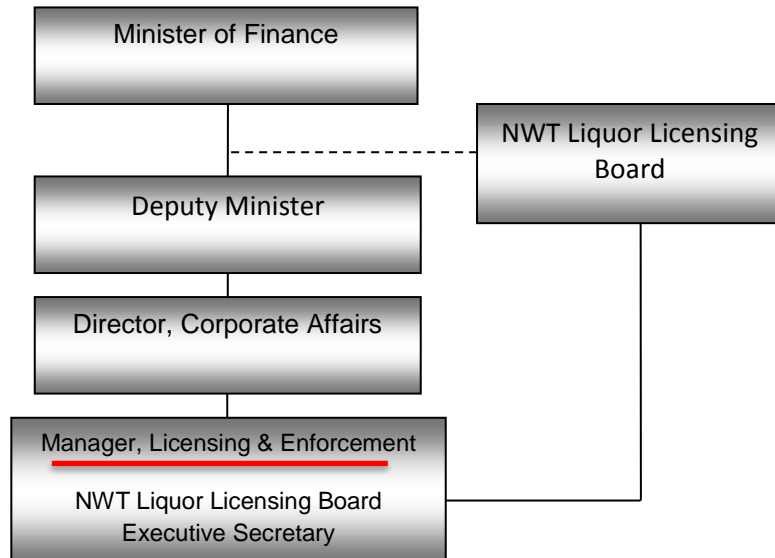 Minister of Finance
NWT Liquor Licensing
Board
Deputy Minister
Director, Corporate Affairs
Manager, Licensing & Enforcement
NWT Liquor Licensing Board
Executive Secretary